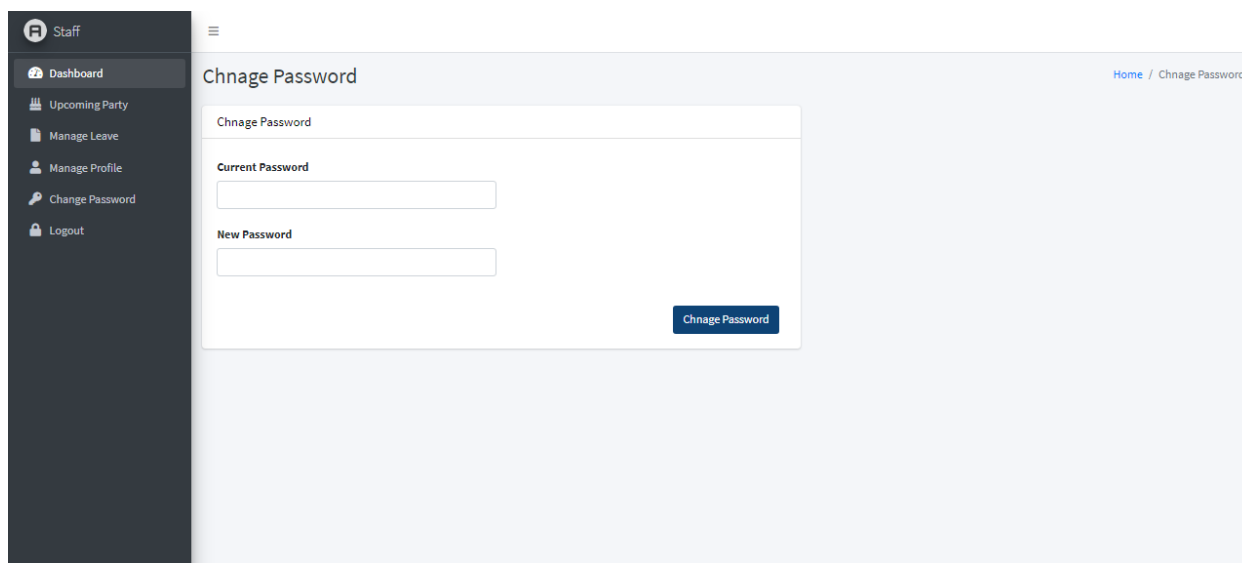 Staff
Dashboard
Upcoming Party
Manage Leave
Manage Profile
Change Password
Logout
Chnage Password
Home / Chnage Password
Chnage Password
Current Password
New Password
Chnage Password